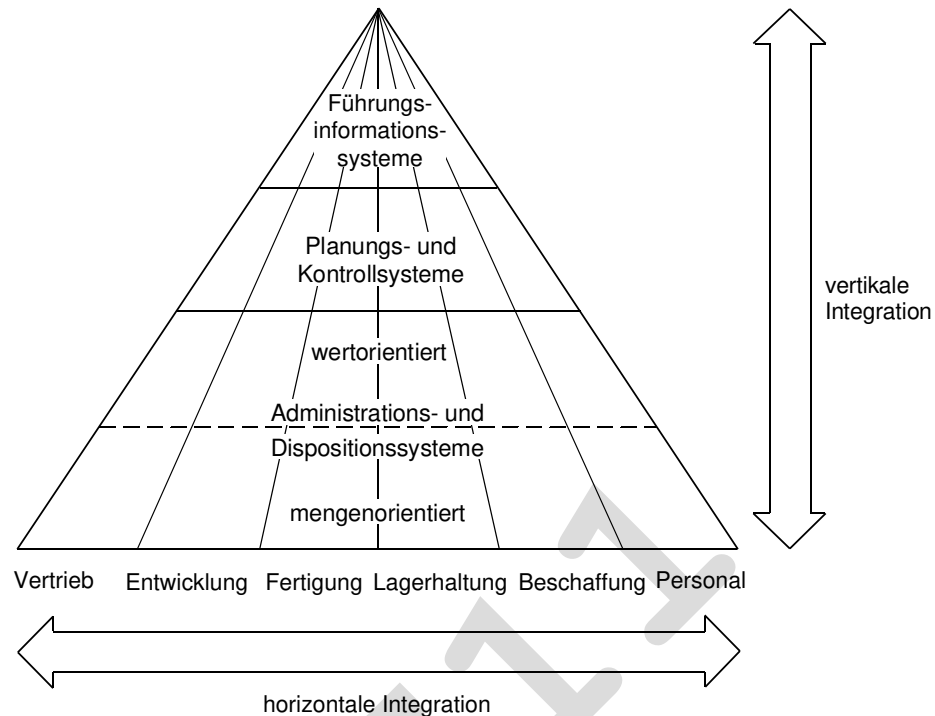 Führungs-
informations-
systeme
Planungs- und
Kontrollsysteme
wertorientiert
Administrations- und
Dispositionssysteme
mengenorientiert
vertikale
Integration
Vertrieb Entwicklung Fertigung Lagerhaltung Beschaffung Personal
horizontale Integration